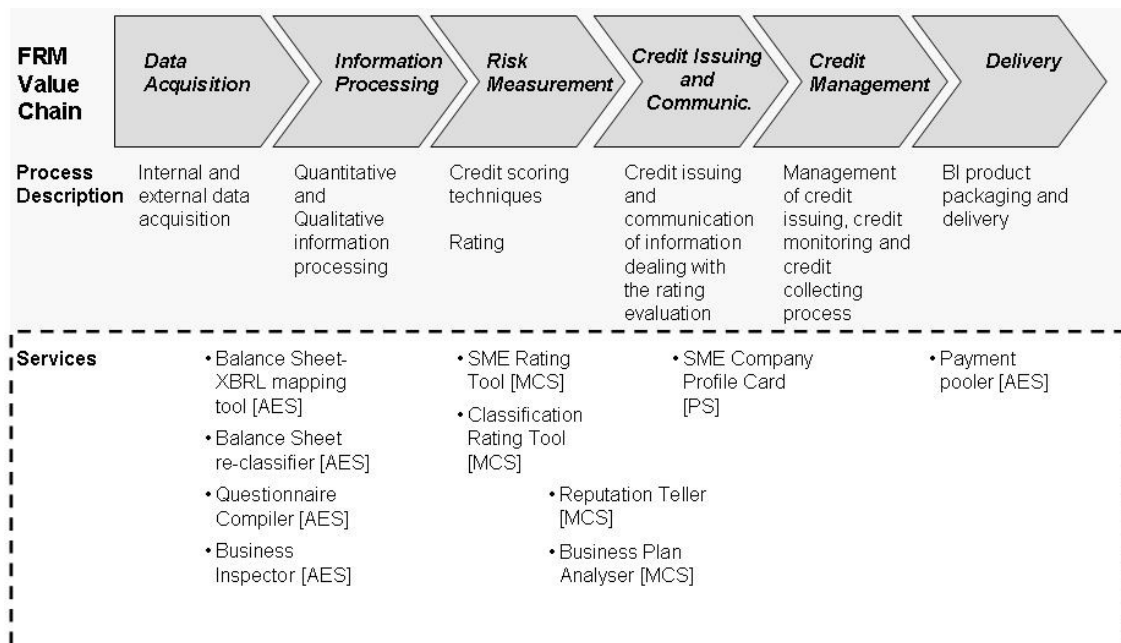 FRM
Value
Chain
Data
Acquisition
Information
Processing
Risk
Measurement
Credit Issuing
and
Communic.
Credit
Management
Delivery
Process
Description
Internal and
external data
acquisition
Quantitative
and
Qualitative
information
processing
Credit scoring
techniques
Rating
Credit issuing
and
communication
of information
dealing with
the rating
evaluation
Management
of credit
issuing, credit
monitoring and
credit
collecting
process
BI product
packaging and
delivery
Services
• Balance Sheet-
XBRL mapping
tool [AES]
• Balance Sheet
re-classifier [AES]
• Questionnaire
Compiler [AES]
• Business
Inspector [AES]
• SME Rating
Tool [MCS]
• Classification
Rating Tool
[MCS]
• Reputation Teller
[MCS]
• Business Plan
Analyser [MCS]
• SME Company
Profile Card
[PS]
• Payment
pooler [AES]